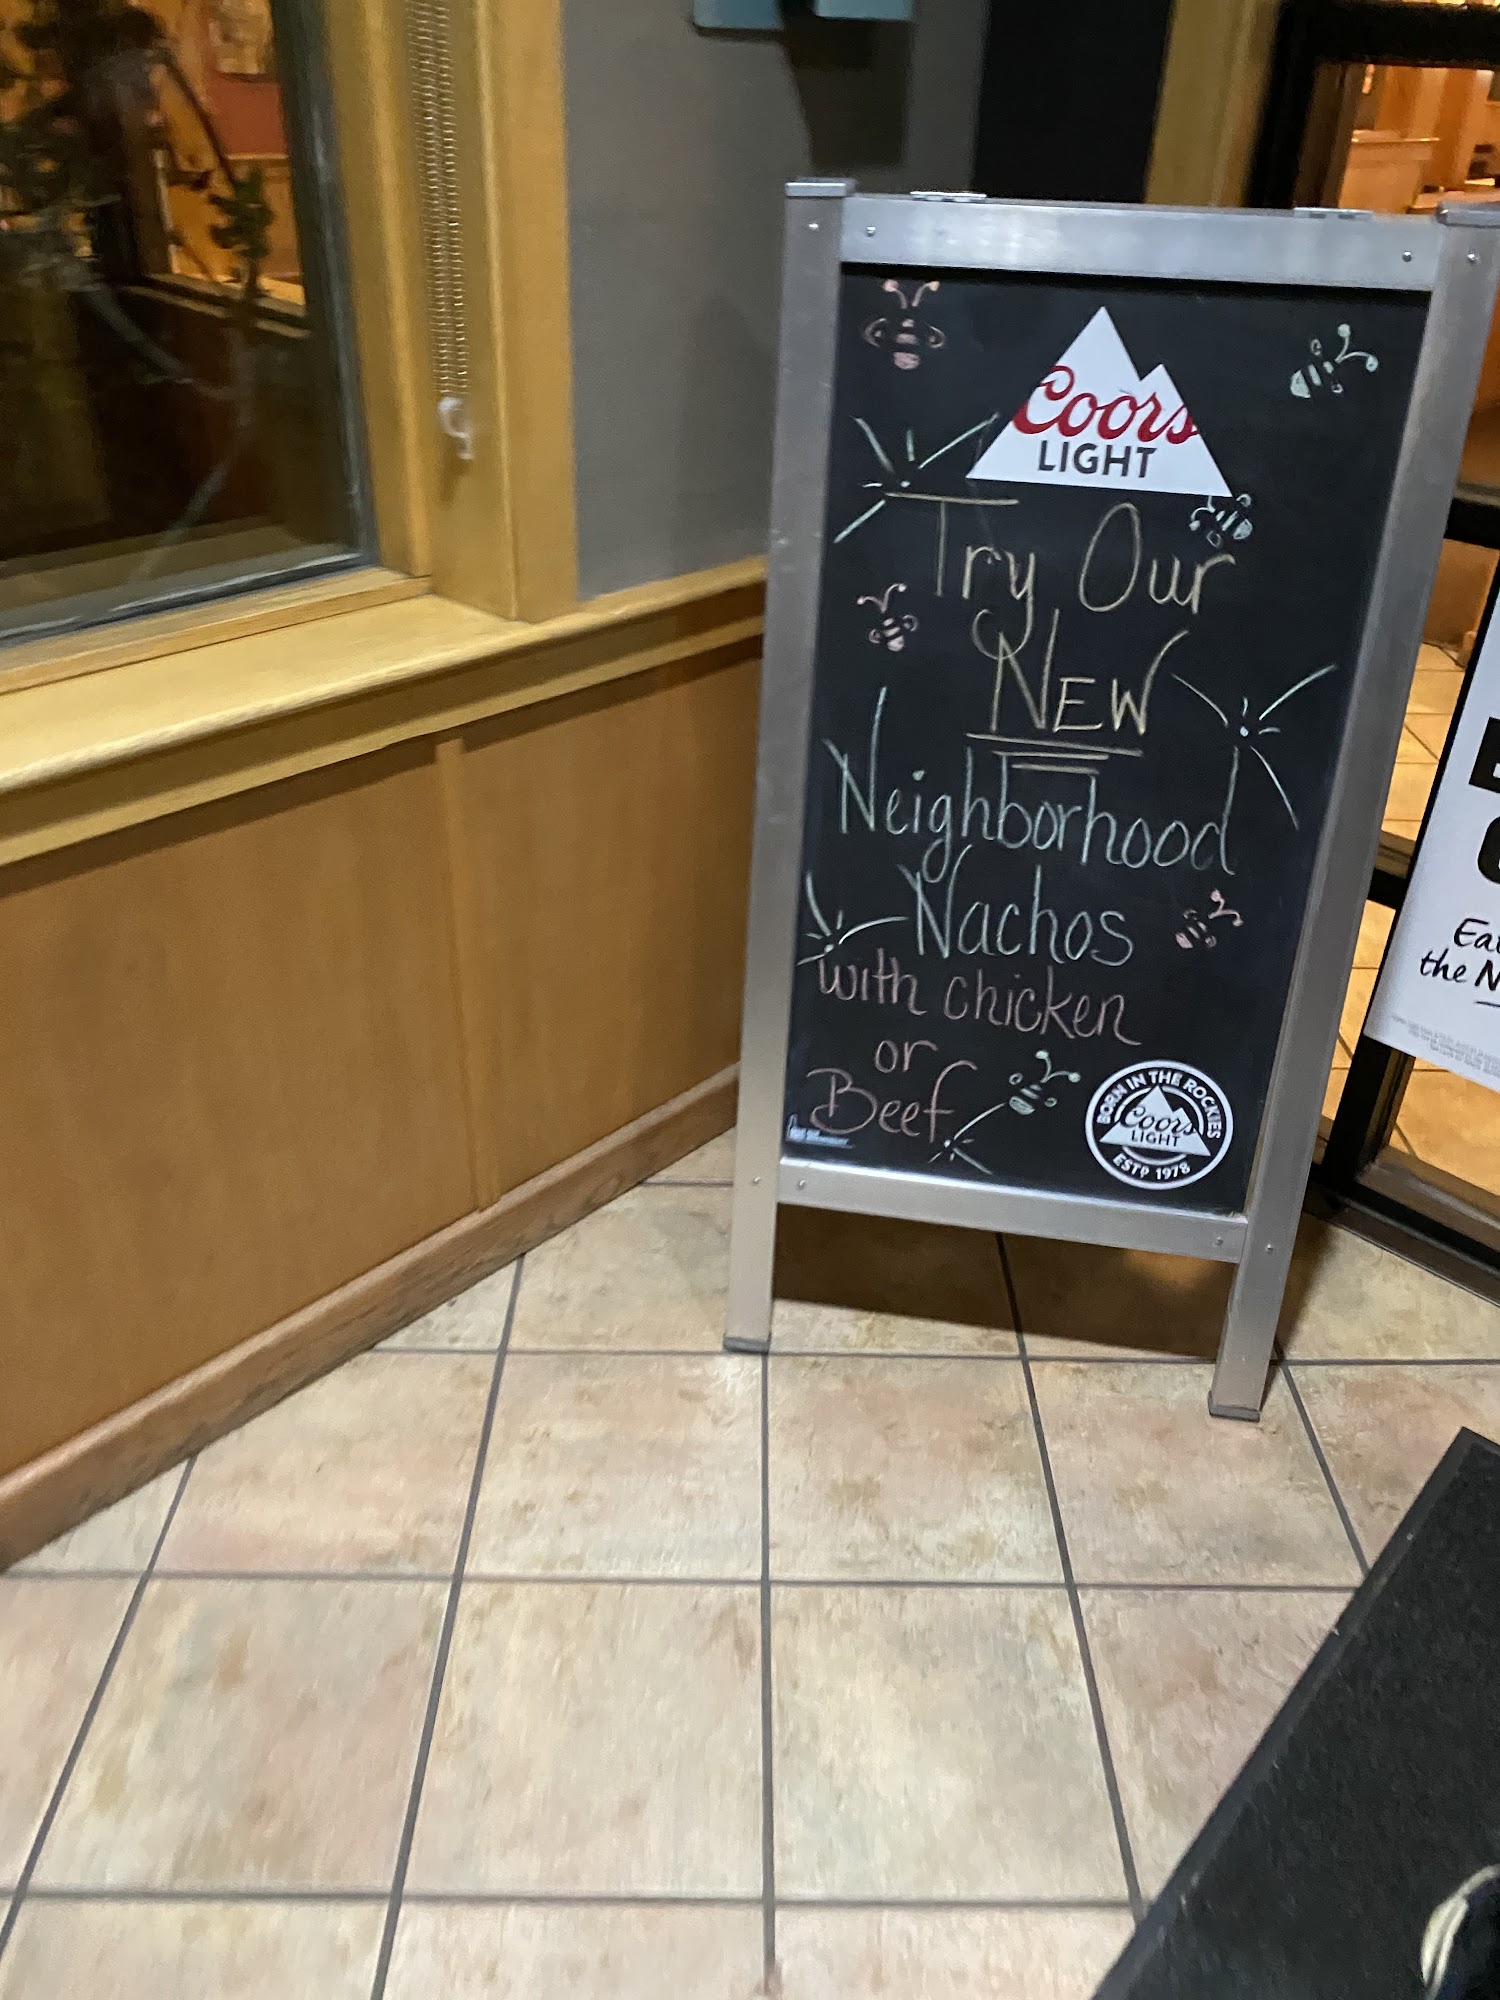 Coors
LIGHT
Try Our
NEW
Neighborhood
Nachos
with chicken
or
Beef
BORN IN THE ROCKIES
Coors
LIGHT
ESTD 1978
the N